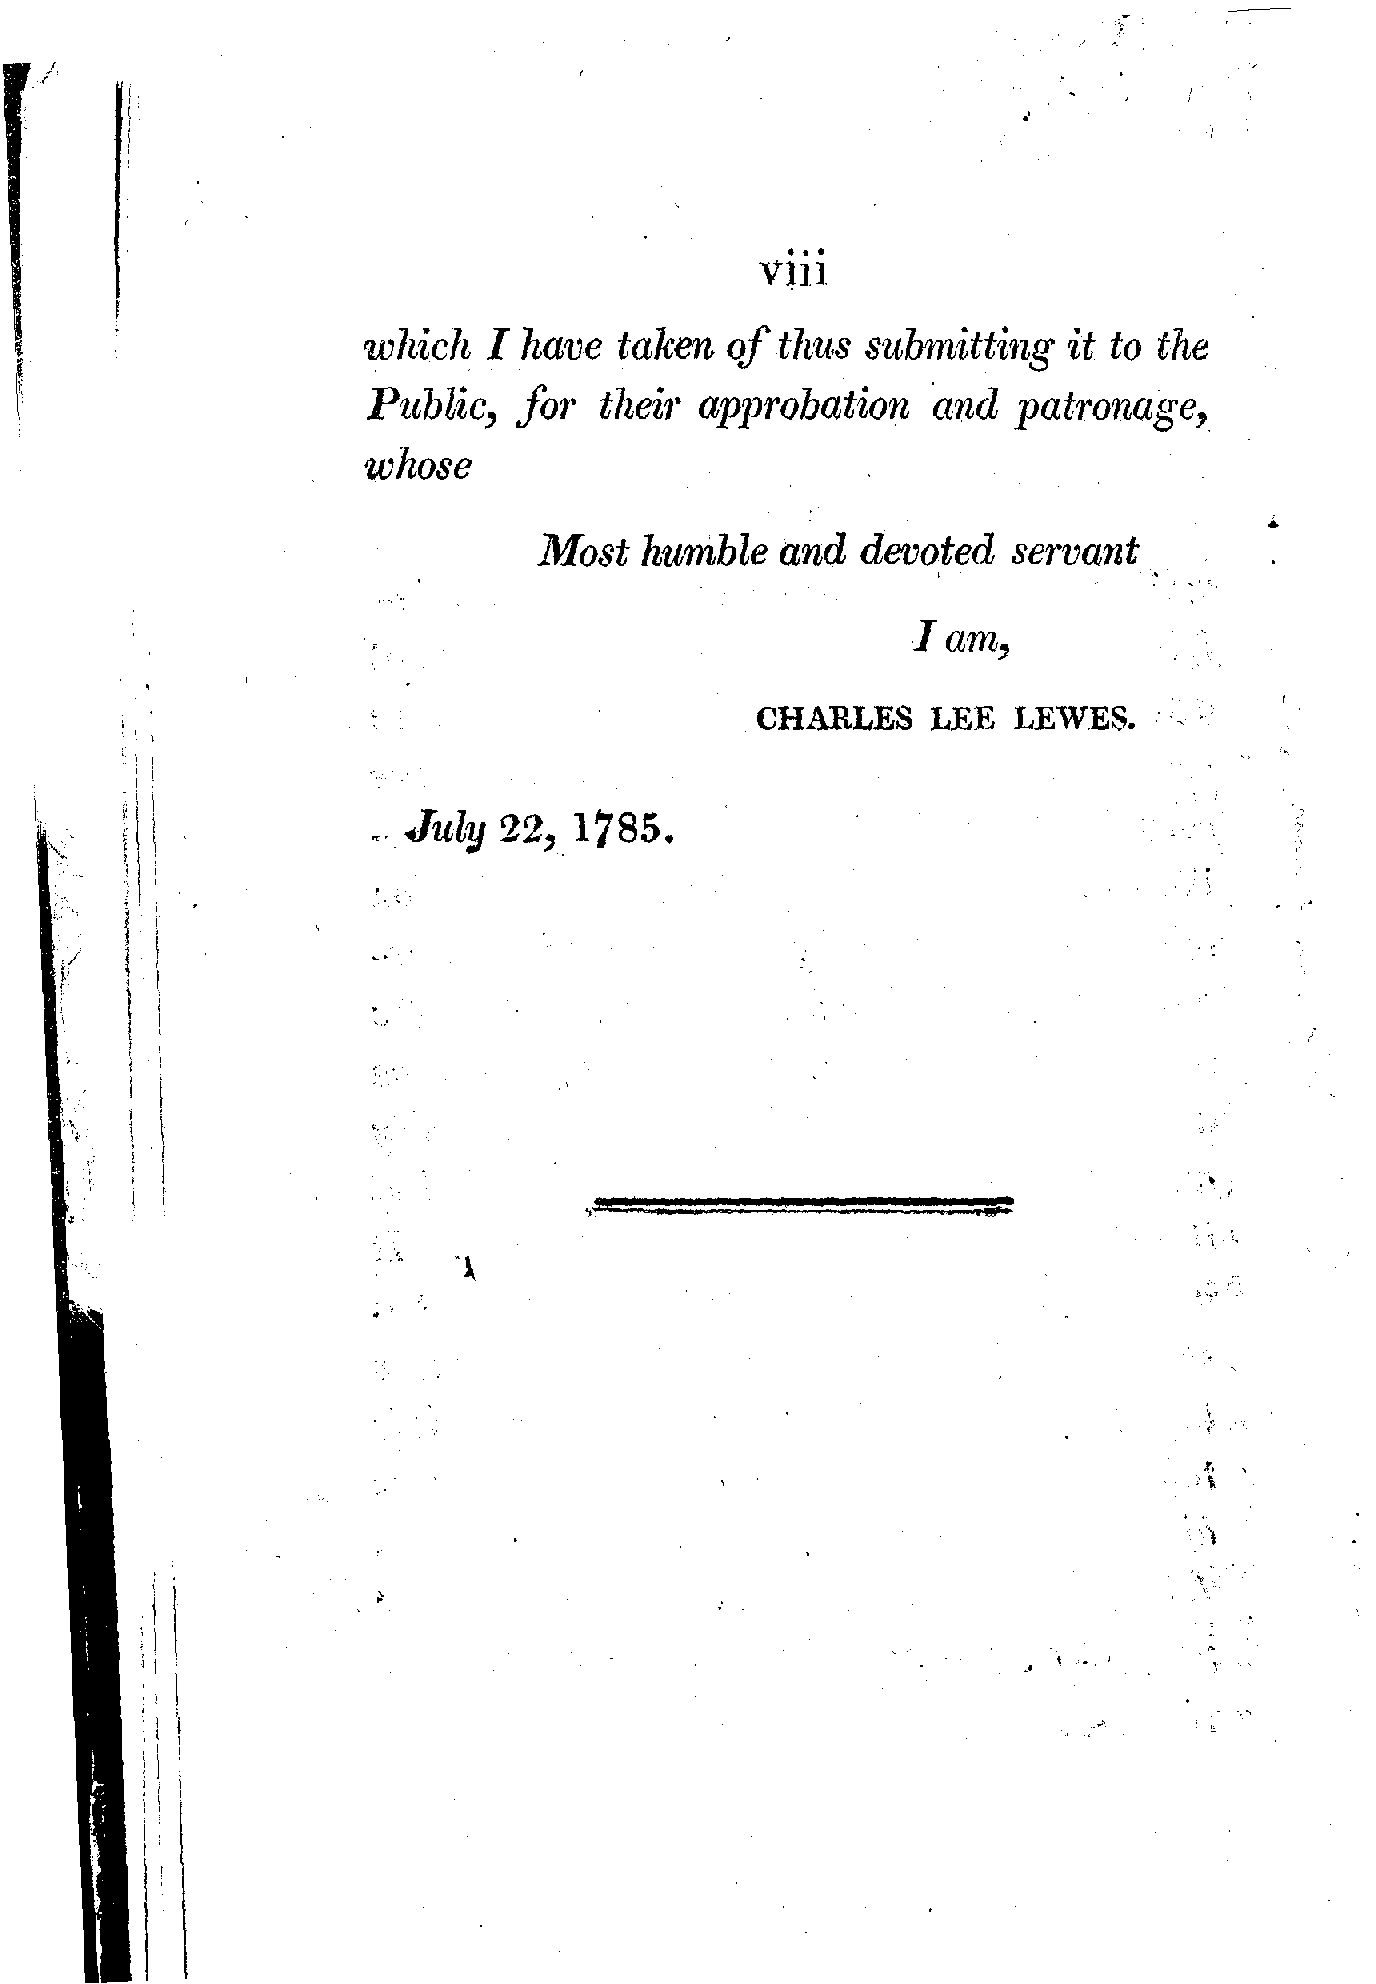 viii
which I have taken of thus submitting it to the
Public, for their approbation and patronage,
whose
Most humble and devoted servant
I am,
CHARLES LEE LEWES.
July 22, 1785.